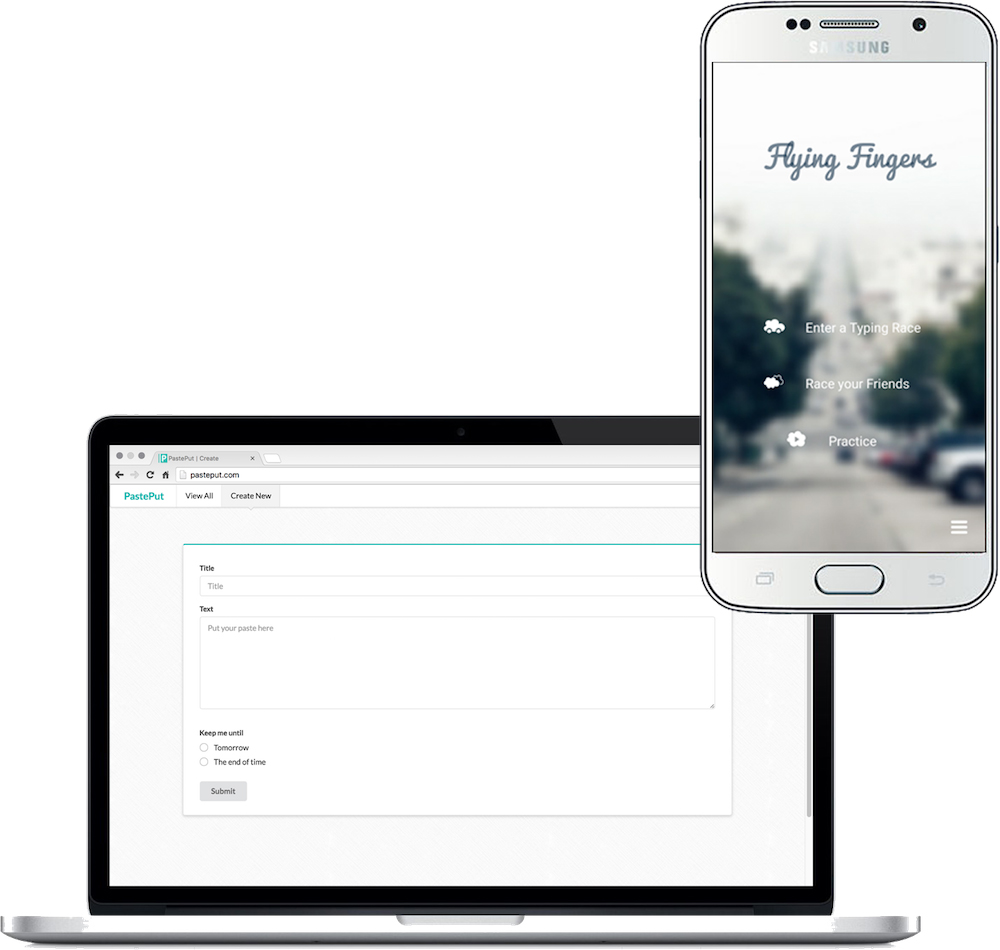 SAMSUNG
Flying Fingers
Enter a Typing Race
Race your Friends
Practice
PastePut | Create
pasteput.com
PastePut View All Create New
Title
Title
Text
Put your paste here
Keep me until
Tomorrow
The end of time
Submit